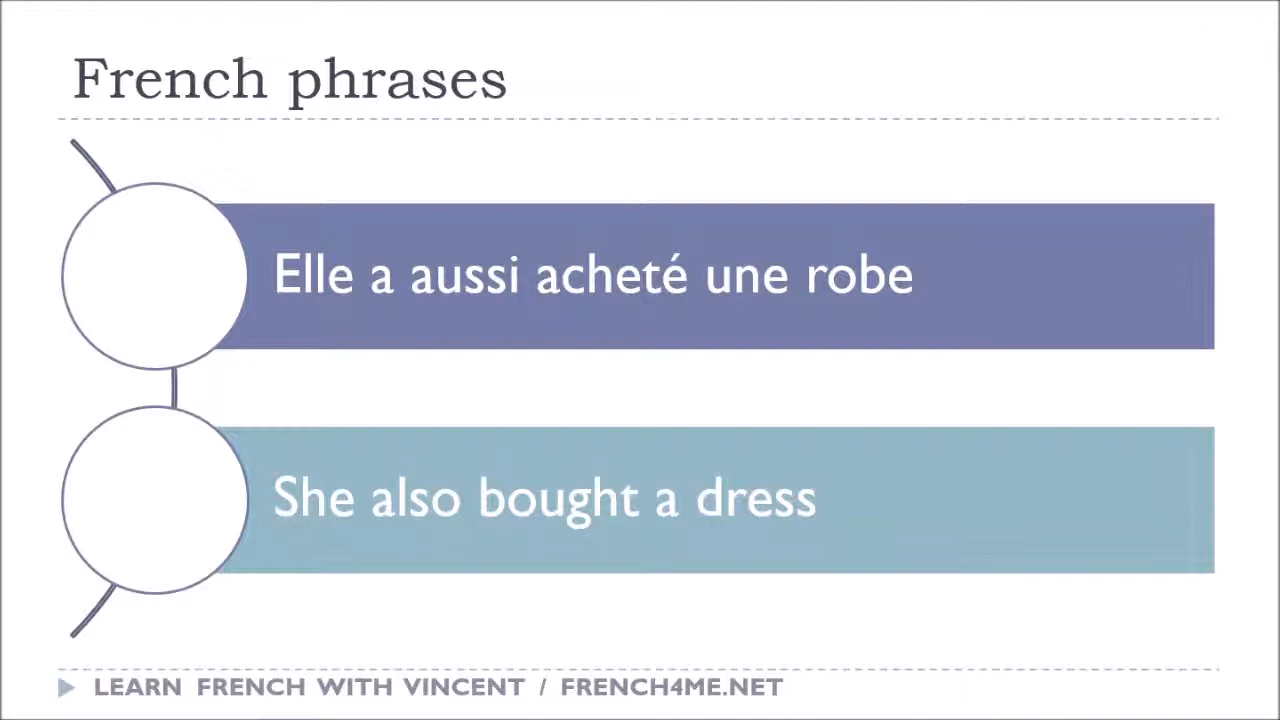 French phrases
Elle a aussi acheté une robe
She also bought a dress
LEARN FRENCH WITH VINCENT / FRENCH4ME.NET